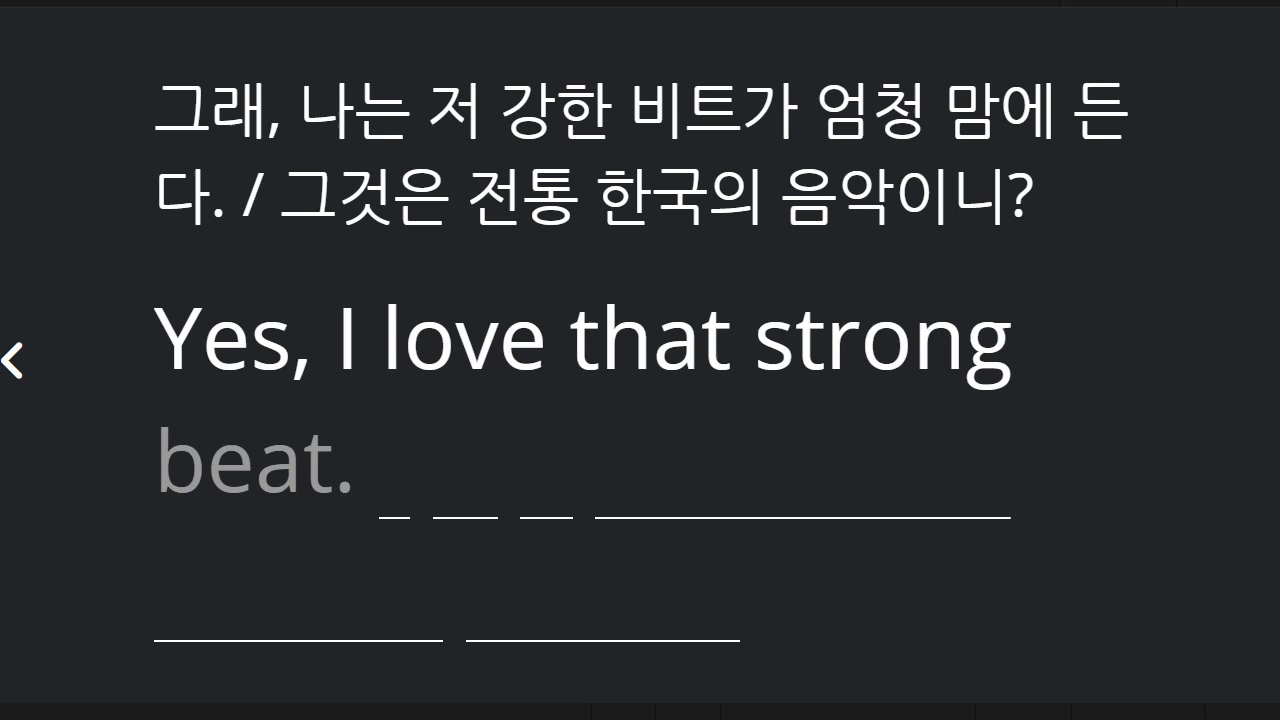 그래, 나는 저 강한 비트가 엄청 맘에 든
다. / 그것은 전통 한국의 음악이니?
Yes, I love that strong
beat.